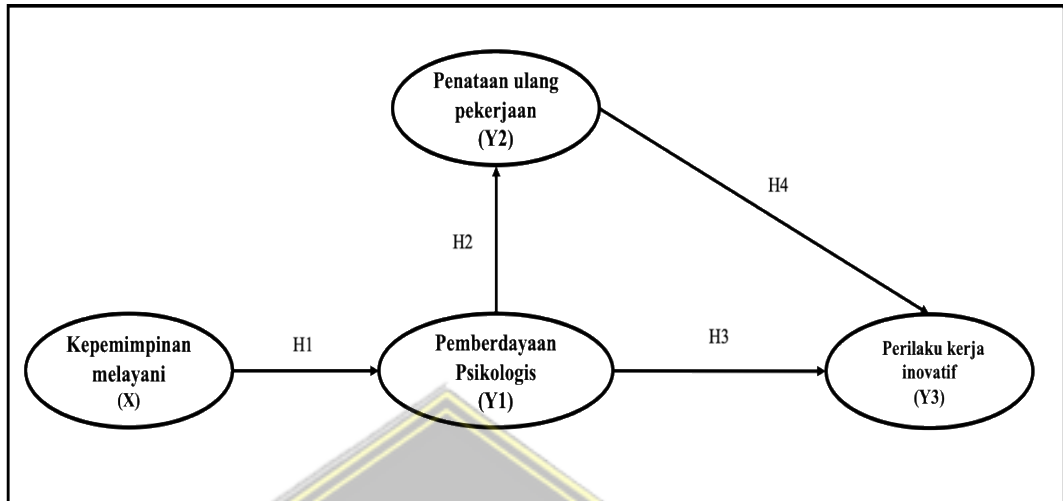 Penataan ulang
pekerjaan
(Y2)
H4
H2
Kepemimpinan
melayani
(X)
H1
Pemberdayaan
Psikologis
(Y1)
H3
Perilaku kerja
inovatif
(Y3)